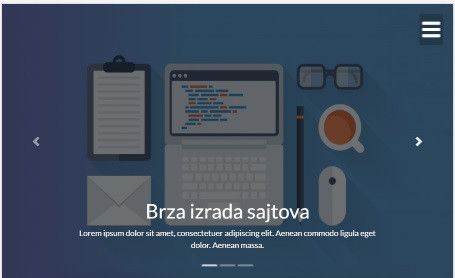 Brza izrada sajtova
Lorem ipsum dolor sit amet, consectetuer adipiscing elit. Aenean commodo ligula eget
dolor. Aenean massa.